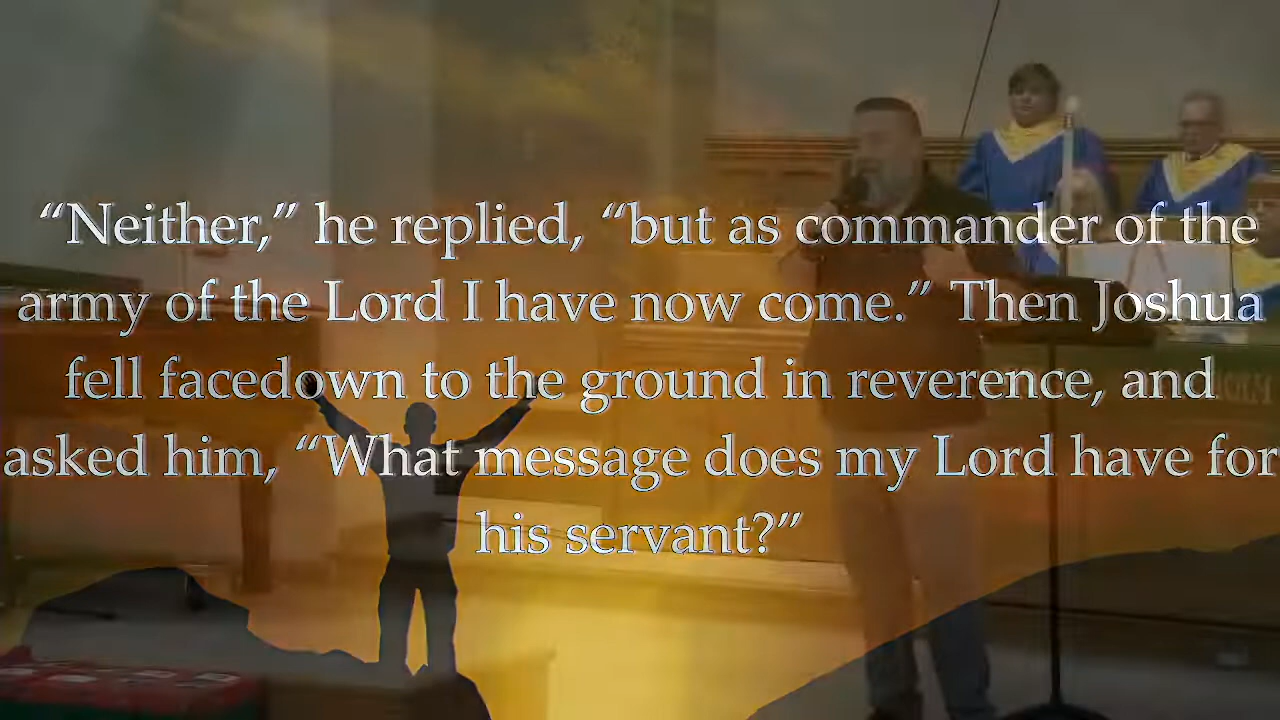 “Neither,” he replied, “but as commander of the
army of the Lord I have now come.” Then Joshua
fell facedown to the ground in reverence, and
asked him, “What message does my Lord have for
his servant?”